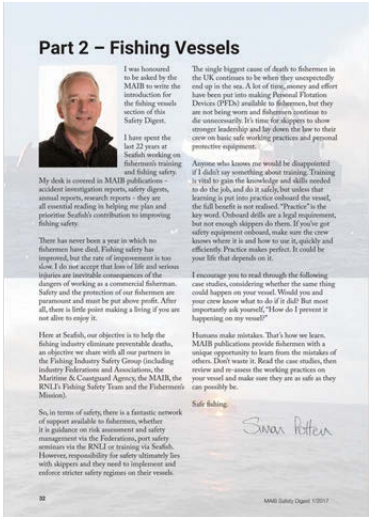 Part 2 – Fishing Vessels
I was honoured
to be asked by the
MAIB to write the
introduction for
the fishing vessels
section of this
Safety Digest.
I have spent the
last 22 years at
Seafish working on
fishermen's training
and fishing safety.
My desk is covered in MAIB publications -
accident investigation reports, safety digests,
annual reports, research reports - they are
all essential reading in helping me plan and
prioritise Seafish's contribution to improving
fishing safety.
There has never been a year in which no
fishermen have died. Fishing safety has
improved, but the rate of improvement is too
slow. I do not accept that loss of life and serious
injuries are inevitable consequences of the
dangers of working as a commercial fisherman.
Safety and the protection of our fishermen are
paramount and must be put above profit. After
all, there is little point making a living if you are
not alive to enjoy it.
Here at Seafish, our objective is to help the
fishing industry eliminate preventable deaths,
an objective we share with all our partners in
the Fishing Industry Safety Group (including
industry Federations and Associations, the
Maritime & Coastguard Agency, the MAIB, the
RNLI's Fishing Safety Team and the Fishermen's
Mission).
So, in terms of safety, there is a fantastic network
of support available to fishermen, whether
it is guidance on risk assessment and safety
management via the Federations, port safety
seminars via the RNLI or training via Seafish.
However, responsibility for safety ultimately lies
with skippers and they need to implement and
enforce stricter safety regimes on their vessels.
The single biggest cause of death to fishermen in
the UK continues to be when they unexpectedly
end up in the sea. A lot of time, money and effort
have been put into making Personal Flotation
Devices (PFDs) available to fishermen, but they
are not being worn and fishermen continue to
die unnecessarily. It's time for skippers to show
stronger leadership and lay down the law to their
crew on basic safe working practices and personal
protective equipment.
Anyone who knows me would be disappointed
if I didn't say something about training. Training
is vital to gain the knowledge and skills needed
to do the job, and do it safely, but unless that
learning is put into practice onboard the vessel,
the full benefit is not realised. "Practice" is the
key word. Onboard drills are a legal requirement,
but not enough skippers do them. If you've got
safety equipment onboard, make sure the crew
knows where it is and how to use it, quickly and
efficiently. Practice makes perfect. It could be
your life that depends on it.
I encourage you to read through the following
case studies, considering whether the same thing
could happen on your vessel. Would you and
your crew know what to do if it did? But most
importantly ask yourself, "How do I prevent it
happening on my vessel?"
Humans make mistakes. That's how we learn.
MAIB publications provide fishermen with a
unique opportunity to learn from the mistakes of
others. Don't waste it. Read the case studies, then
review and re-assess the working practices on
your vessel and make sure they are as safe as they
can possibly be.
Safe fishing.
Simon Potten
32
MAIB Safety Digest 1/2017